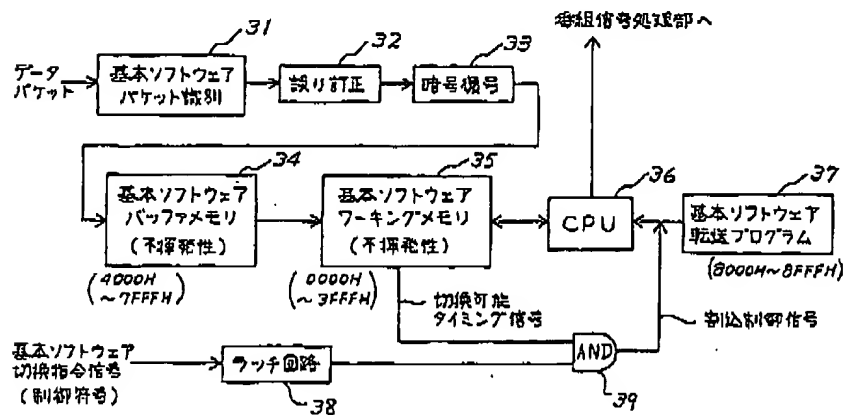 番組信号処理部へ
31
32
33
データ
パケット
基本ソフトウェア
パケット識別
誤り訂正
暗号復号
34
35
36
37
基本ソフトウェア
バッファメモリ
(不揮発性)
基本ソフトウェア
ワーキングメモリ
(不揮発性)
CPU
基本ソフトウェア
転送プログラム
(4000H
~7FFFH)
(0000H
~3FFFH)
(8000H~8FFFH)
切換可能
タイミング信号
割込制御信号
基本ソフトウェア
切換指令信号
(制御符号)
ラッチ回路
38
AND
39